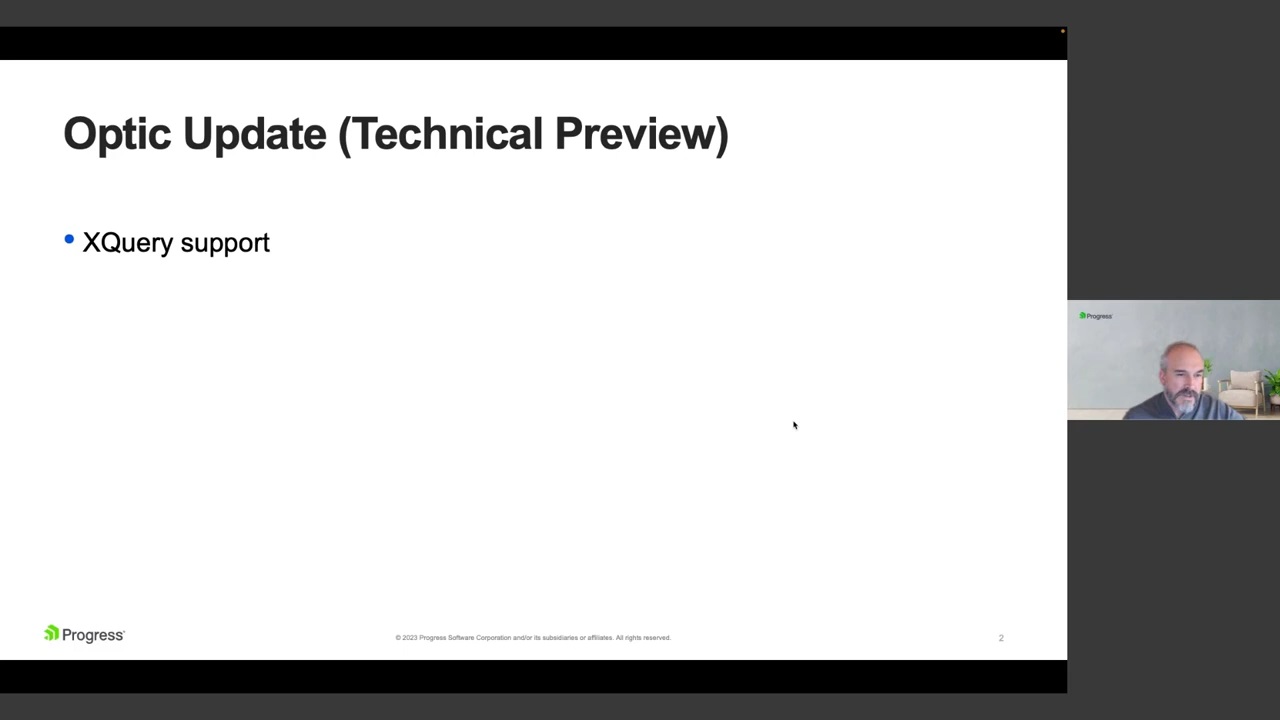 Optic Update (Technical Preview)
• XQuery support
Progress
Progress
© 2023 Progress Software Corporation and/or its subsidiaries or affiliates. All rights reserved.
2